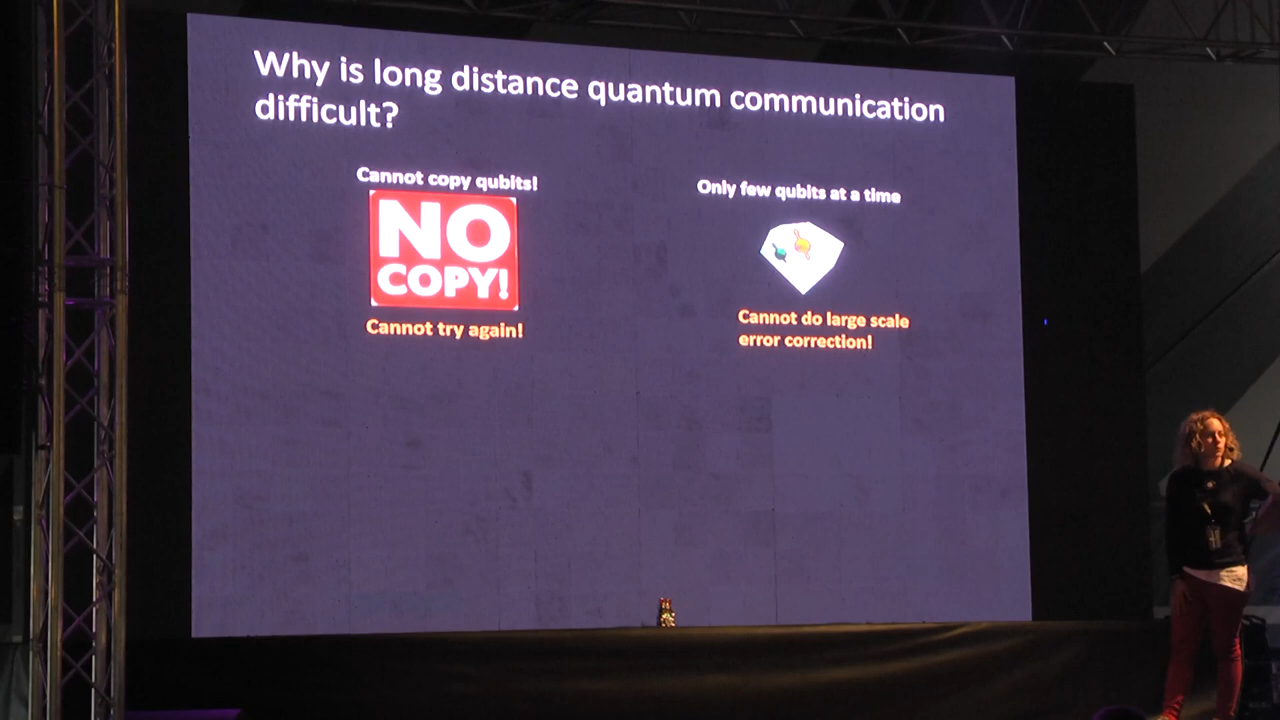 Why is long distance quantum communication
difficult?
Cannot copy qubits!
NO
COPY!
Cannot try again!
Only few qubits at a time
Cannot do large scale
error correction!